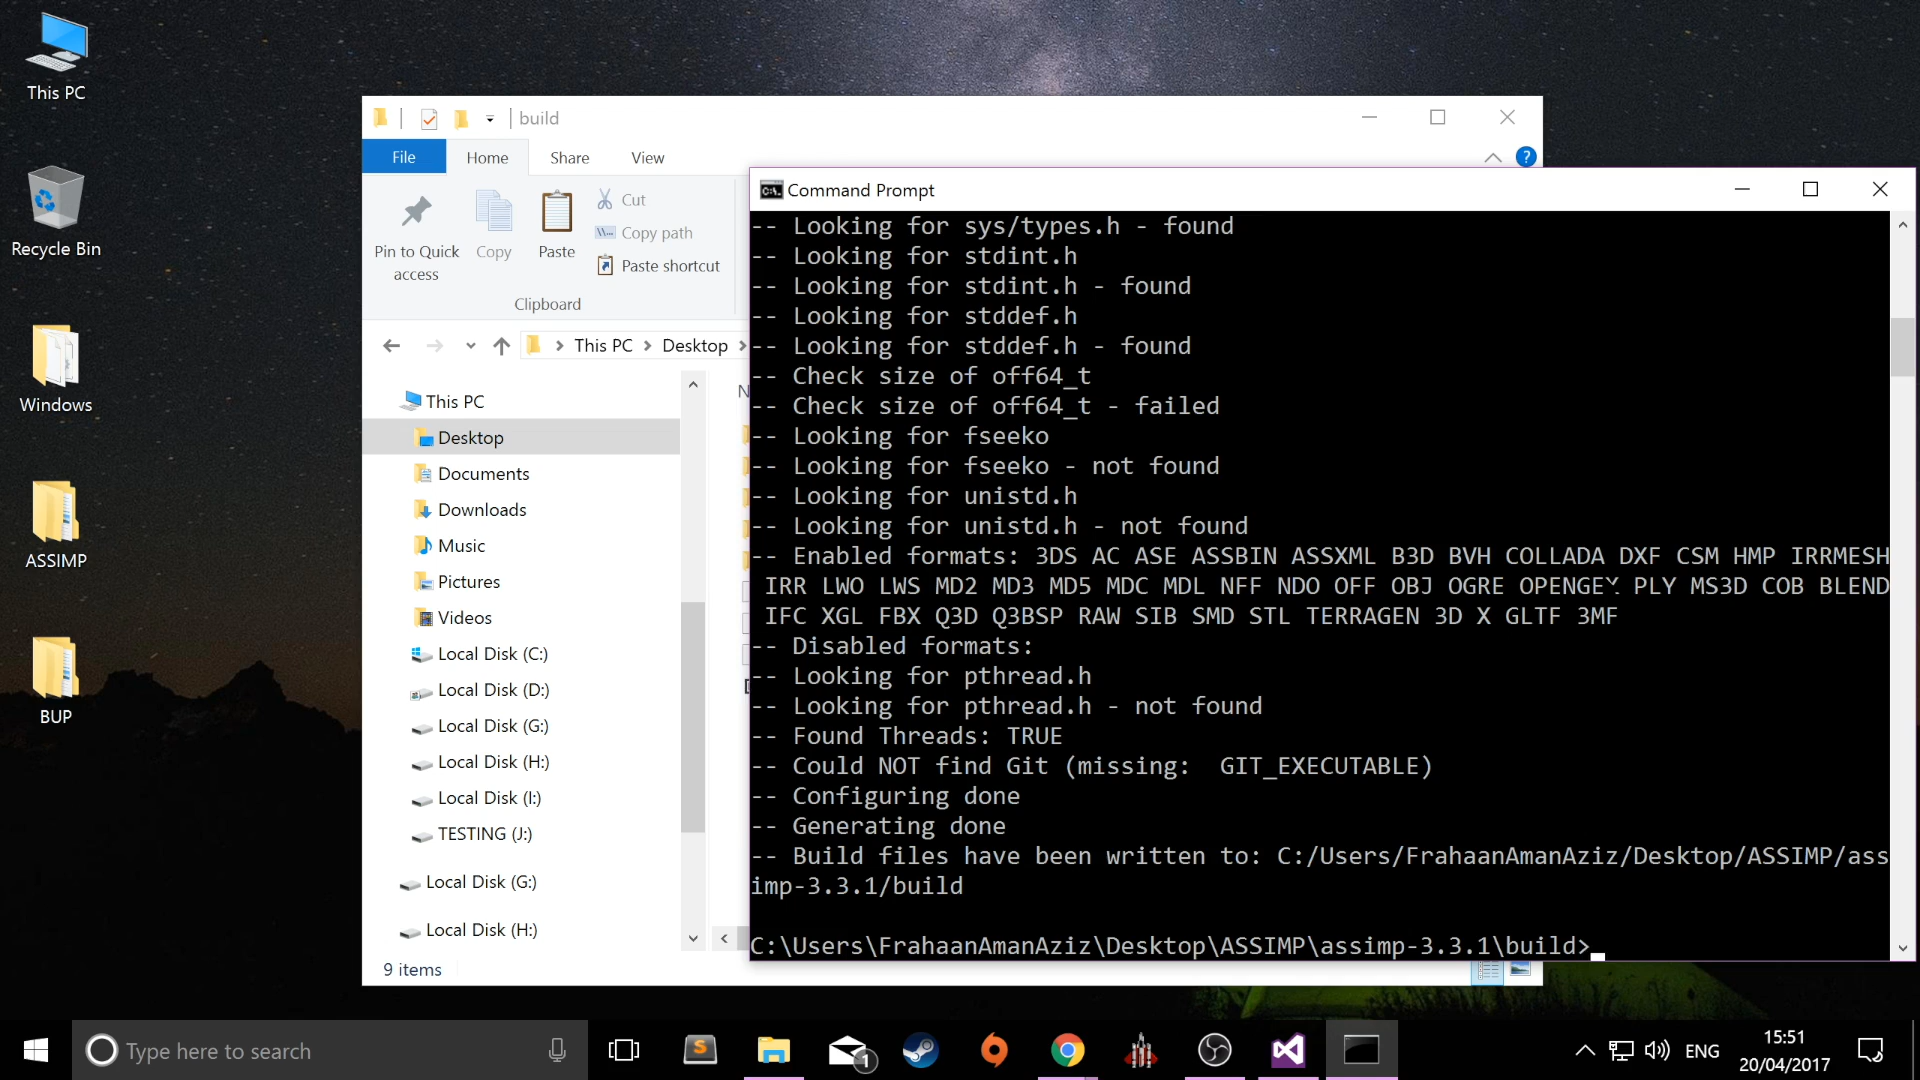 This PC
Recycle Bin
Windows
ASSIMP
BUP
build
File
Home
Share
View
?
Pin to Quick
access
Copy
Paste
Cut
Copy path
Paste shortcut
Clipboard
This PC
Desktop
This PC
Desktop
Documents
Downloads
Music
Pictures
Videos
Local Disk (C:)
Local Disk (D:)
Local Disk (G:)
Local Disk (H:)
Local Disk (I:)
TESTING (J:)
Local Disk (G:)
Local Disk (H:)
9 items
Command Prompt
-- Looking for sys/types.h - found
-- Looking for stdint.h
-- Looking for stdint.h - found
-- Looking for stddef.h
-- Looking for stddef.h - found
-- Check size of off64_t
-- Check size of off64_t - failed
-- Looking for fseeko
-- Looking for fseeko - not found
-- Looking for unistd.h
-- Looking for unistd.h - not found
-- Enabled formats: 3DS AC ASE ASSBIN ASSXML B3D BVH COLLADA DXF CSM HMP IRRMESH
IRR LWO LWS MD2 MD3 MD5 MDC MDL NFF NDO OFF OBJ OGRE PLY MS3D COB BLEND
IFC XGL FBX Q3D Q3BSP RAW SIB SMD STL TERRAGEN 3D X GLTF 3MF
-- Disabled formats:
-- Looking for pthread.h
-- Looking for pthread.h - not found
-- Found Threads: TRUE
-- Could NOT find Git (missing:  GIT_EXECUTABLE)
-- Configuring done
-- Generating done
-- Build files have been written to: C:/Users/FrahaanAmanAziz/Desktop/ASSIMP/ass
imp-3.3.1/build
C:\Users\FrahaanAmanAziz\Desktop\ASSIMP\assimp-3.3.1\build>
Type here to search
S
1
ENG
15:51
20/04/2017